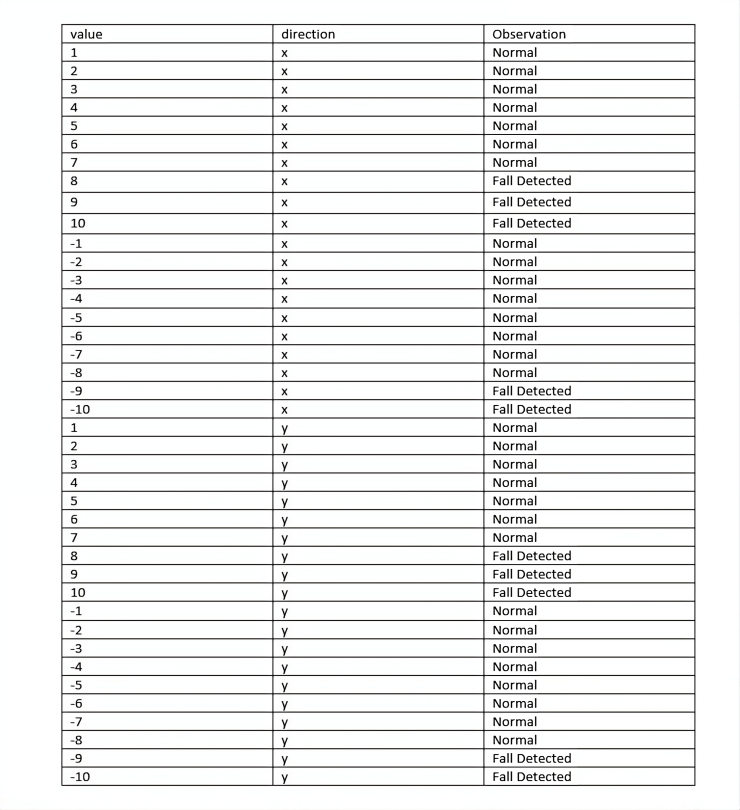 value direction Observation
1 x Normal
2 x Normal
3 x Normal
4 x Normal
5 x Normal
6 x Normal
7 x Normal
8 x Fall Detected
9 x Fall Detected
10 x Fall Detected
-1 x Normal
-2 x Normal
-3 x Normal
-4 x Normal
-5 x Normal
-6 x Normal
-7 x Normal
-8 x Normal
-9 x Fall Detected
-10 x Fall Detected
1 y Normal
2 y Normal
3 y Normal
4 y Normal
5 y Normal
6 y Normal
7 y Normal
8 y Fall Detected
9 y Fall Detected
10 y Fall Detected
-1 y Normal
-2 y Normal
-3 y Normal
-4 y Normal
-5 y Normal
-6 y Normal
-7 y Normal
-8 y Normal
-9 y Fall Detected
-10 y Fall Detected